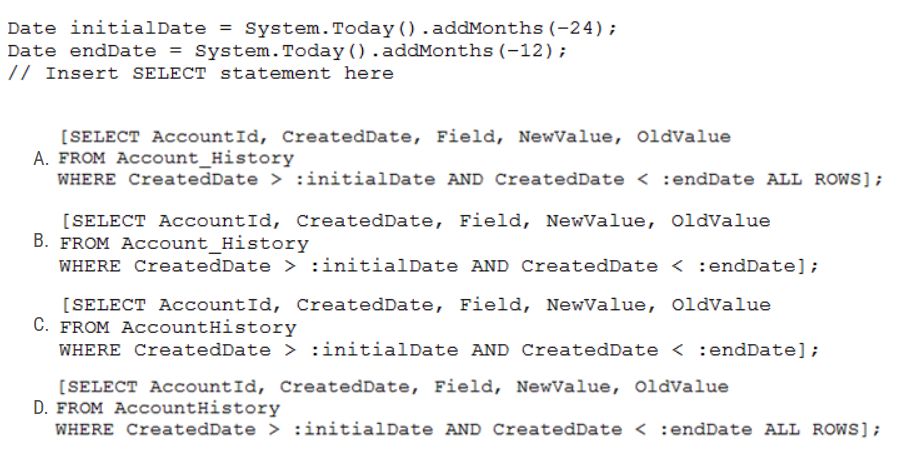 Date initialDate = System.Today().addMonths(-24);
Date endDate = System.Today().addMonths(-12);
// Insert SELECT statement here
[SELECT AccountId, CreatedDate, Field, NewValue, OldValue
A. FROM Account_History
WHERE CreatedDate > :initialDate AND CreatedDate < :endDate ALL ROWS];
[SELECT AccountId, CreatedDate, Field, NewValue, OldValue
B. FROM Account_History
WHERE CreatedDate > :initialDate AND CreatedDate < :endDate];
[SELECT AccountId, CreatedDate, Field, NewValue, OldValue
C. FROM AccountHistory
WHERE CreatedDate > :initialDate AND CreatedDate < :endDate];
[SELECT AccountId, CreatedDate, Field, NewValue, OldValue
D. FROM AccountHistory
WHERE CreatedDate > :initialDate AND CreatedDate < :endDate ALL ROWS];